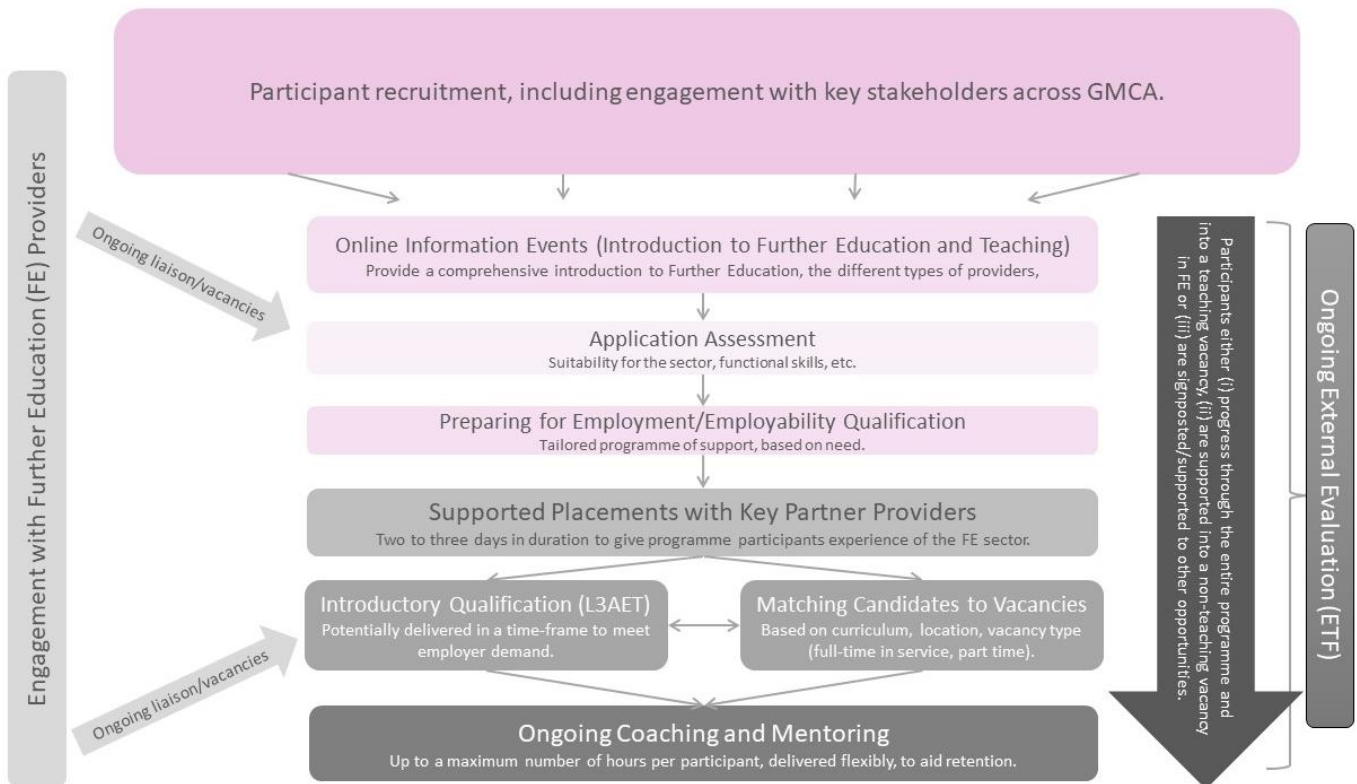 Participant recruitment, including engagement with key stakeholders across GMCA.
Engagement with Further Education (FE) Providers
Ongoing liaison/vacancies
Online Information Events (Introduction to Further Education and Teaching)
Provide a comprehensive introduction to Further Education, the different types of providers,
Application Assessment
Suitability for the sector, functional skills, etc.
Preparing for Employment/Employability Qualification
Tailored programme of support, based on need.
Supported Placements with Key Partner Providers
Two to three days in duration to give programme participants experience of the FE sector.
Introductory Qualification (L3AET)
Potentially delivered in a time-frame to meet
employer demand.
Matching Candidates to Vacancies
Based on curriculum, location, vacancy type
(full-time in service, part time).
Ongoing liaison/vacancies
Ongoing Coaching and Mentoring
Up to a maximum number of hours per participant, delivered flexibly, to aid retention.
Participants either (i) progress through the entire programme and
into a teaching vacancy, (ii) are supported into a non-teaching vacancy
in FE or (iii) are signposted/supported to other opportunities.
Ongoing External Evaluation (ETF)